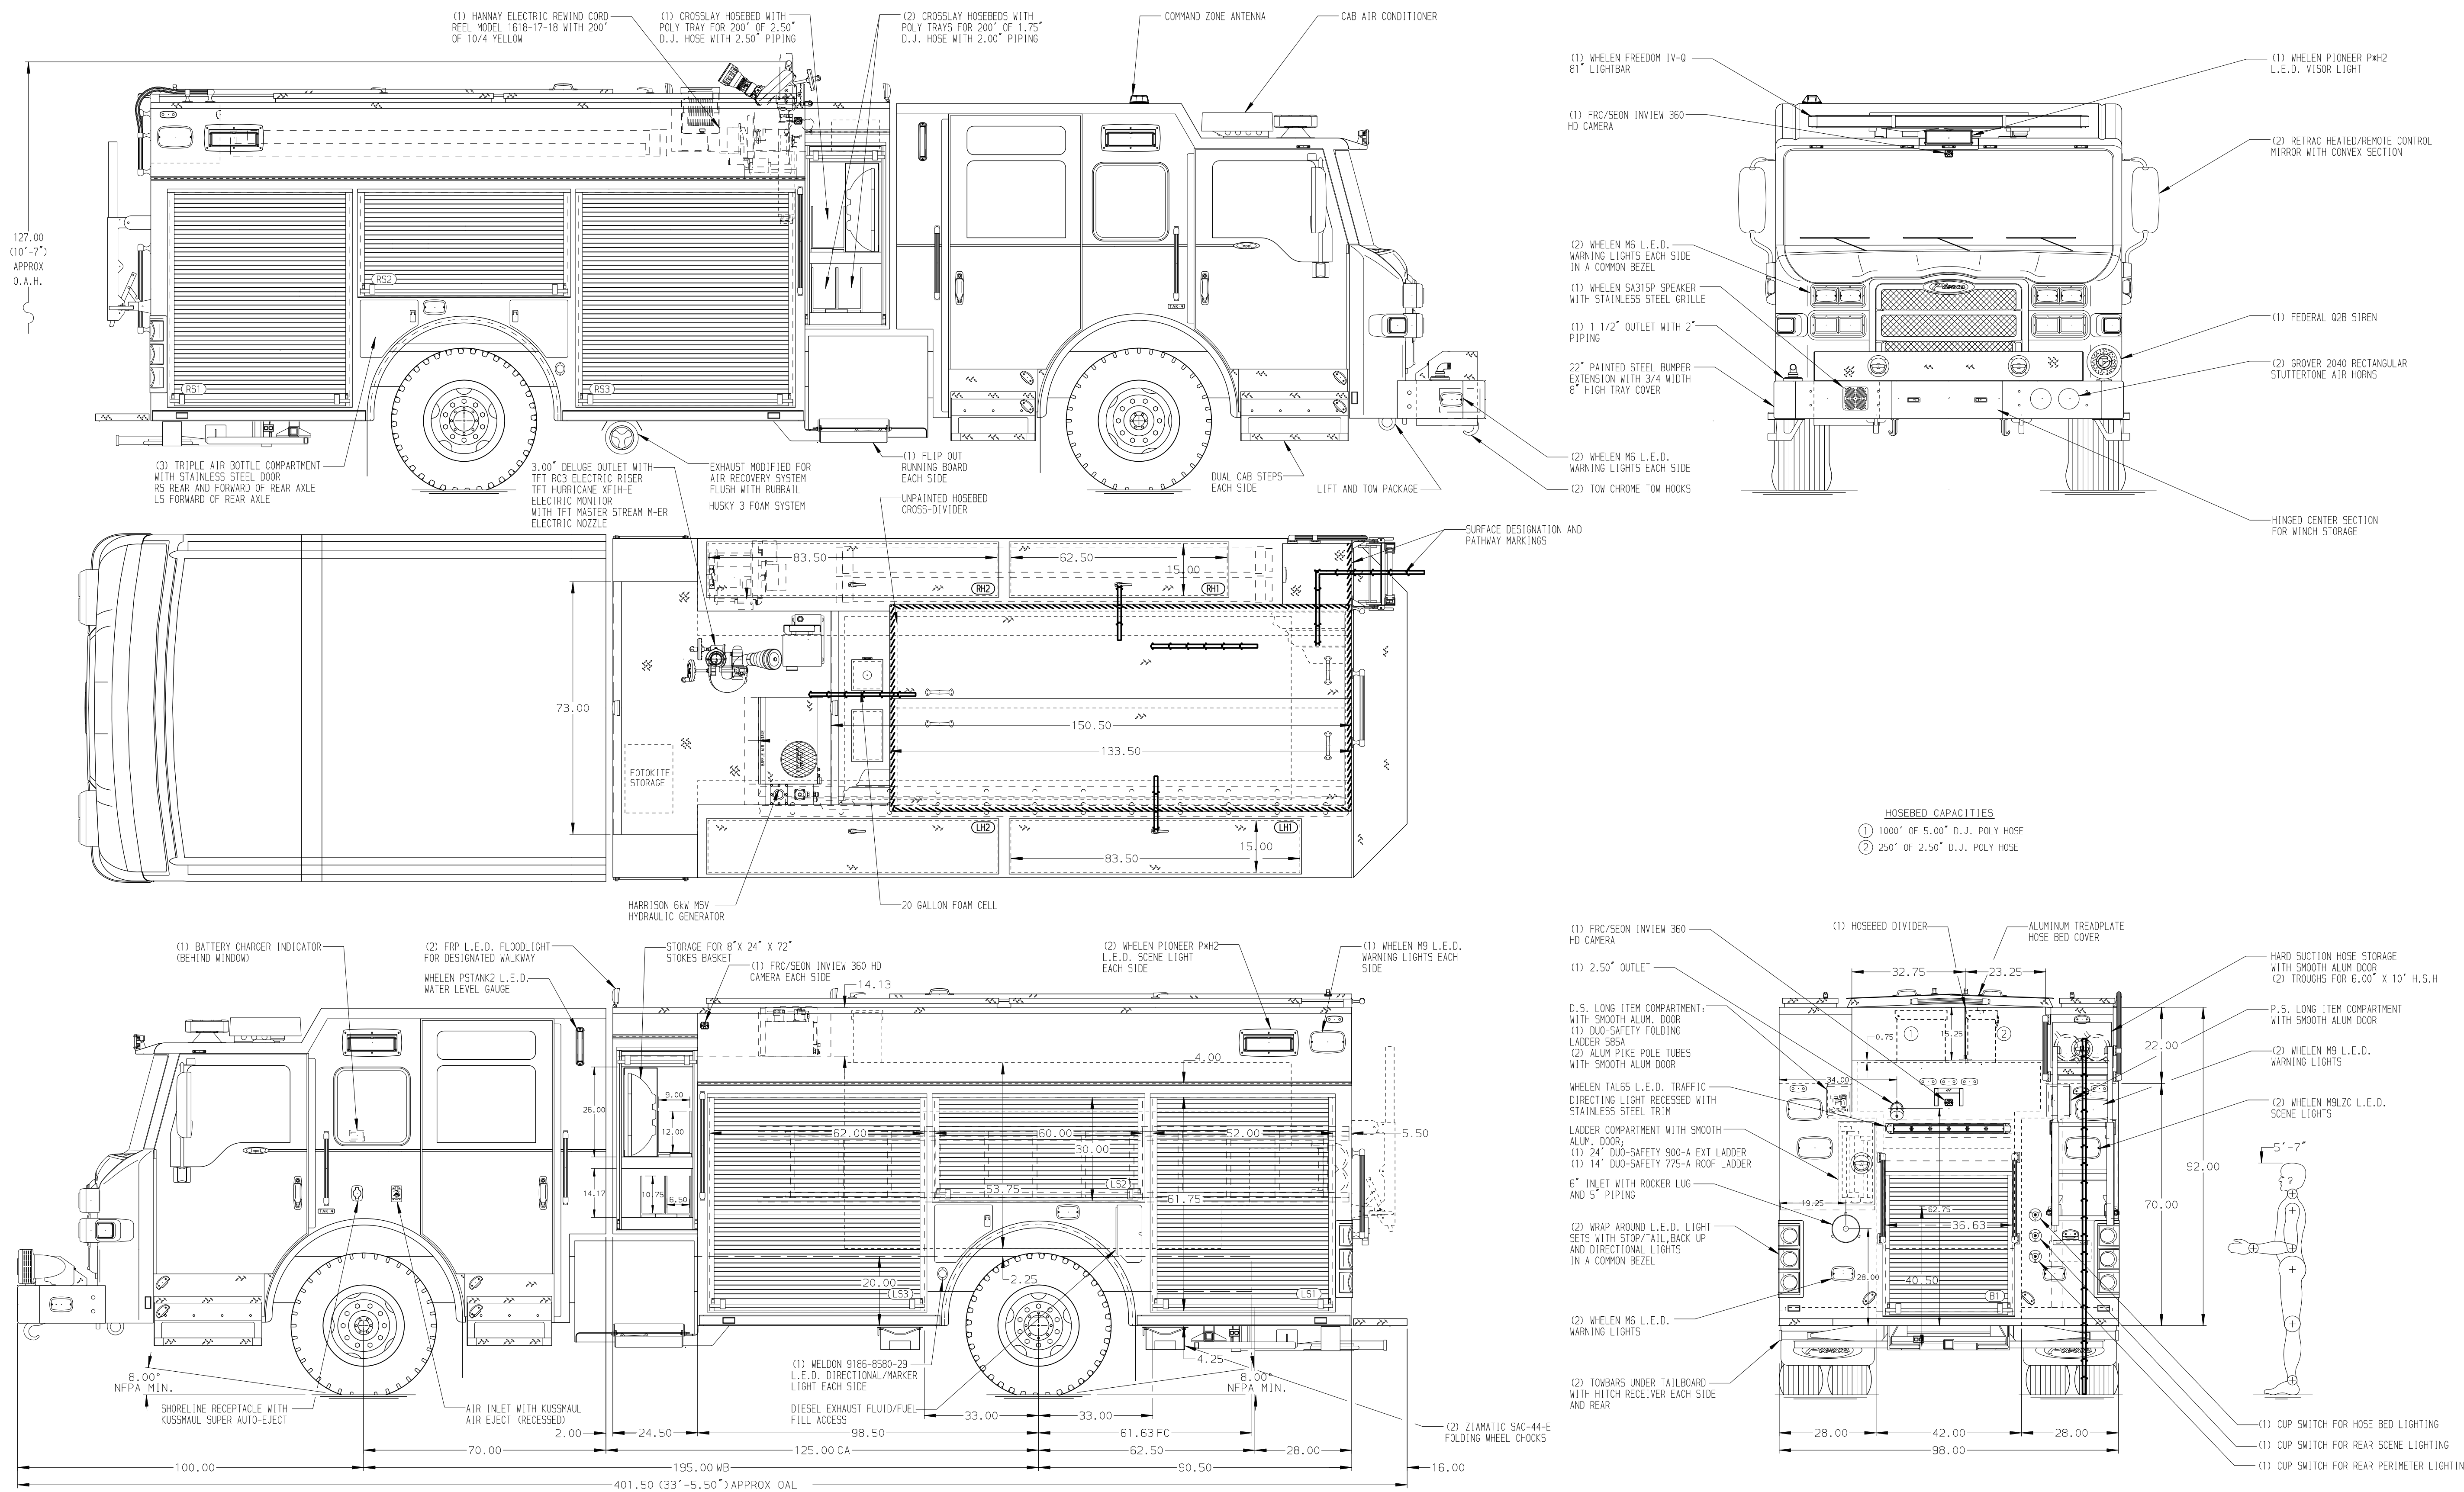 (1) HANNAY ELECTRIC REWIND CORD
REEL MODEL 1618-17-18 WITH 200'
OF 10/4 YELLOW
(1) CROSSLAY HOSEBED WITH
POLY TRAY FOR 200' OF 2.50"
D.J. HOSE WITH 2.50" PIPING
(2) CROSSLAY HOSEBEDS WITH
POLY TRAYS FOR 200' OF 1.75"
D.J. HOSE WITH 2.00" PIPING
COMMAND ZONE ANTENNA
CAB AIR CONDITIONER
127.00
(10'-7")
APPROX
O.A.H.
RS1
RS2
RS3
TAK-4
(3) TRIPLE AIR BOTTLE COMPARTMENT
WITH STAINLESS STEEL DOOR
RS REAR AND FORWARD OF REAR AXLE
LS FORWARD OF REAR AXLE
3.00" DELUGE OUTLET WITH
TFT RC3 ELECTRIC RISER
TFT HURRICANE XFIH-E
ELECTRIC MONITOR
WITH TFT MASTER STREAM M-ER
ELECTRIC NOZZLE
EXHAUST MODIFIED FOR
AIR RECOVERY SYSTEM
FLUSH WITH RUBRAIL
HUSKY 3 FOAM SYSTEM
(1) FLIP OUT
RUNNING BOARD
EACH SIDE
UNPAINTED HOSEBED
CROSS-DIVIDER
DUAL CAB STEPS
EACH SIDE
LIFT AND TOW PACKAGE
(1) WHELEN FREEDOM IV-Q
81" LIGHTBAR
(1) FRC/SEON INVIEW 360
HD CAMERA
(2) WHELEN M6 L.E.D.
WARNING LIGHTS EACH SIDE
IN A COMMON BEZEL
(1) WHELEN SA315P SPEAKER
WITH STAINLESS STEEL GRILLE
(1) 1 1/2" OUTLET WITH 2"
PIPING
22" PAINTED STEEL BUMPER
EXTENSION WITH 3/4 WIDTH
8" HIGH TRAY COVER
(2) WHELEN M6 L.E.D.
WARNING LIGHTS EACH SIDE
(2) TOW CHROME TOW HOOKS
Pierce
(1) WHELEN PIONEER P*H2
L.E.D. VISOR LIGHT
(2) RETRAC HEATED/REMOTE CONTROL
MIRROR WITH CONVEX SECTION
(1) FEDERAL Q2B SIREN
(2) GROVER 2040 RECTANGULAR
STUTTERTONE AIR HORNS
HINGED CENTER SECTION
FOR WINCH STORAGE
SURFACE DESIGNATION AND
PATHWAY MARKINGS
83.50
62.50
15.00
RH2
RH1
73.00
150.50
133.50
FOTOKITE
STORAGE
LH2
LH1
15.00
83.50
HARRISON 6kW MSV
HYDRAULIC GENERATOR
20 GALLON FOAM CELL
HOSEBED CAPACITIES
1 1000' OF 5.00" D.J. POLY HOSE
2 250' OF 2.50" D.J. POLY HOSE
(1) BATTERY CHARGER INDICATOR
(BEHIND WINDOW)
(2) FRP L.E.D. FLOODLIGHT
FOR DESIGNATED WALKWAY
WHELEN PSTANK2 L.E.D.
WATER LEVEL GAUGE
STORAGE FOR 8"X 24" X 72"
STOKES BASKET
(1) FRC/SEON INVIEW 360 HD
CAMERA EACH SIDE
14.13
(2) WHELEN PIONEER P*H2
L.E.D. SCENE LIGHT
EACH SIDE
(1) WHELEN M9 L.E.D.
WARNING LIGHTS EACH
SIDE
26.00
9.00
12.00
14.17
10.75
6.50
4.00
62.00
60.00
52.00
5.50
30.00
53.75
LS2
61.75
2.25
20.00
LS3
LS1
TAK-4
4.25
8.00°
NFPA MIN.
8.00°
NFPA MIN.
SHORELINE RECEPTACLE WITH
KUSSMAUL SUPER AUTO-EJECT
AIR INLET WITH KUSSMAUL
AIR EJECT (RECESSED)
(1) WELDON 9186-8580-29
L.E.D. DIRECTIONAL/MARKER
LIGHT EACH SIDE
DIESEL EXHAUST FLUID/FUEL
FILL ACCESS
(2) ZIAMATIC SAC-44-E
FOLDING WHEEL CHOCKS
33.00
33.00
2.00
24.50
98.50
61.63 FC
70.00
125.00 CA
62.50
28.00
100.00
195.00 WB
90.50
16.00
401.50 (33'-5.50") APPROX OAL
(1) FRC/SEON INVIEW 360
HD CAMERA
(1) 2.50" OUTLET
D.S. LONG ITEM COMPARTMENT:
WITH SMOOTH ALUM. DOOR
(1) DUO-SAFETY FOLDING
LADDER 585A
(2) ALUM PIKE POLE TUBES
WITH SMOOTH ALUM DOOR
WHELEN TAL65 L.E.D. TRAFFIC
DIRECTING LIGHT RECESSED WITH
STAINLESS STEEL TRIM
LADDER COMPARTMENT WITH SMOOTH
ALUM. DOOR;
(1) 24' DUO-SAFETY 900-A EXT LADDER
(1) 14' DUO-SAFETY 775-A ROOF LADDER
6" INLET WITH ROCKER LUG
AND 5" PIPING
(2) WRAP AROUND L.E.D. LIGHT
SETS WITH STOP/TAIL,BACK UP
AND DIRECTIONAL LIGHTS
IN A COMMON BEZEL
(2) WHELEN M6 L.E.D.
WARNING LIGHTS
(2) TOWBARS UNDER TAILBOARD
WITH HITCH RECEIVER EACH SIDE
AND REAR
(1) HOSEBED DIVIDER
ALUMINUM TREADPLATE
HOSE BED COVER
32.75
23.25
1
2
15.25
0.75
34.00
22.00
92.00
70.00
62.75
19.25
36.63
28.00
40.50
B1
28.00
42.00
28.00
98.00
HARD SUCTION HOSE STORAGE
WITH SMOOTH ALUM DOOR
(2) TROUGHS FOR 6.00" X 10' H.S.H
P.S. LONG ITEM COMPARTMENT
WITH SMOOTH ALUM DOOR
(2) WHELEN M9 L.E.D.
WARNING LIGHTS
(2) WHELEN M9LZC L.E.D.
SCENE LIGHTS
5'-7"
(1) CUP SWITCH FOR HOSE BED LIGHTING
(1) CUP SWITCH FOR REAR SCENE LIGHTING
(1) CUP SWITCH FOR REAR PERIMETER LIGHTIN